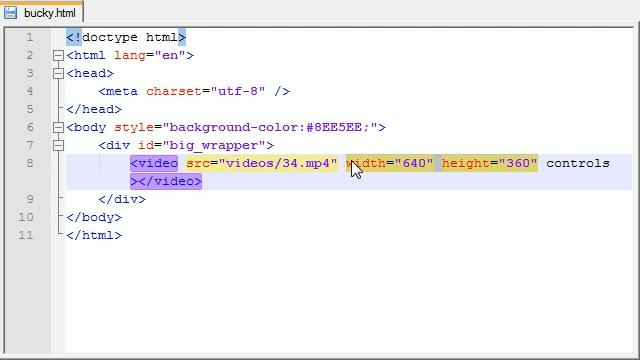 bucky.html
1 <!doctype html>
2 <html lang="en">
3 <head>
4 <meta charset="utf-8" />
5 </head>
6 <body style="background-color:#8EE5EE;">
7 <div id="big_wrapper">
8 <video src="videos/34.mp4" width="640" height="360" controls
></video>
9 </div>
10 </body>
11 </html>